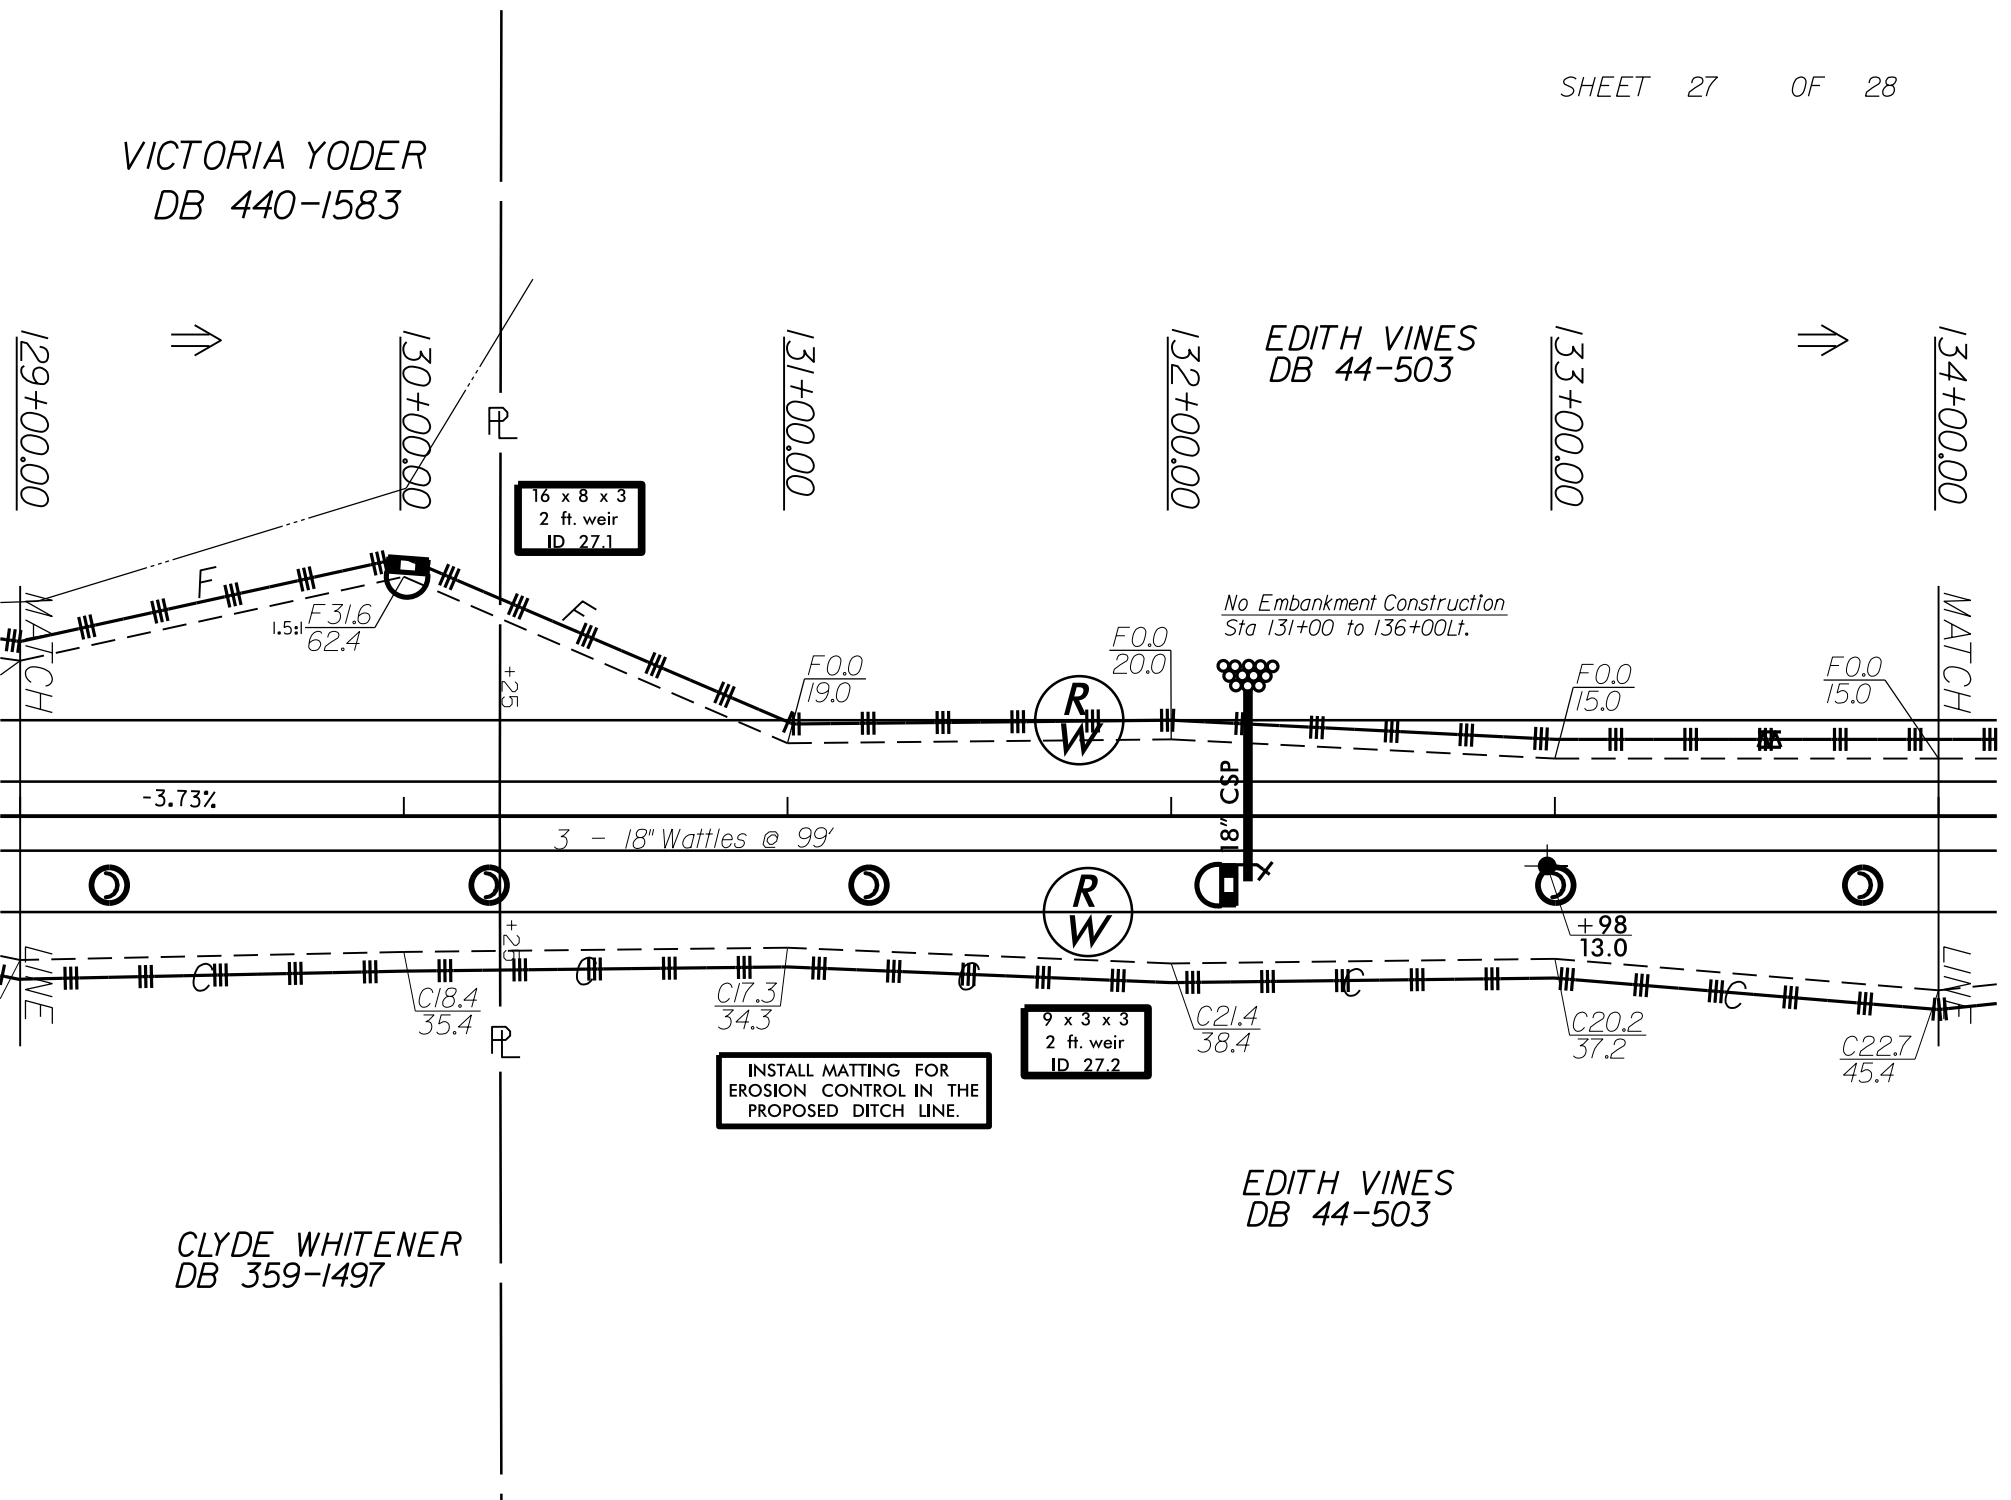 SHEET 27 OF 28
VICTORIA YODER
DB 440-1583
129+00.00
130+00.00
131+00.00
132+00.00
133+00.00
134+00.00
EDITH VINES
DB 44-503
PL
16 x 8 x 3
2 ft. weir
ID 27.1
MATCH
F
F
1.5:1
F31.6
62.4
+25
No Embankment Construction
Sta 131+00 to 136+00Lt.
F0.0
19.0
F0.0
20.0
F0.0
15.0
F0.0
15.0
MATCH
R
W
-3.73%
3 - 18" Wattles @ 99'
18" CSP
R
W
+98
13.0
+25
LINE
C
C
C
C
C
LINE
C18.4
35.4
C17.3
34.3
C21.4
38.4
C20.2
37.2
C22.7
45.4
PL
9 x 3 x 3
2 ft. weir
ID 27.2
INSTALL MATTING FOR
EROSION CONTROL IN THE
PROPOSED DITCH LINE.
EDITH VINES
DB 44-503
CLYDE WHITENER
DB 359-1497